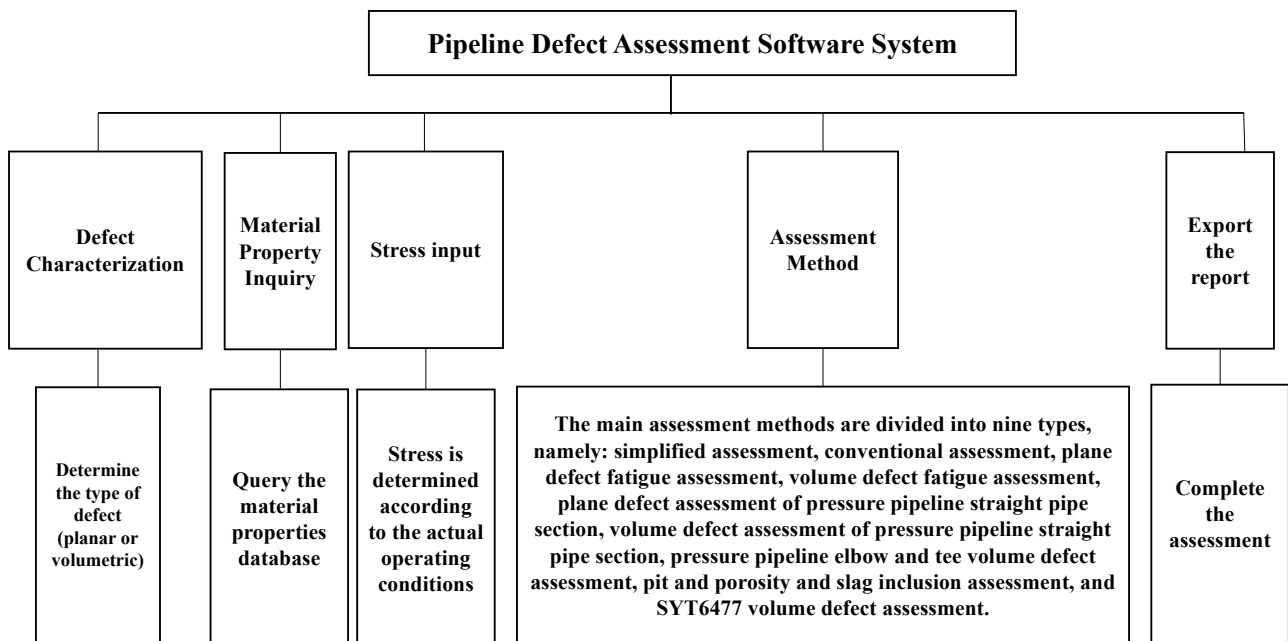 Pipeline Defect Assessment Software System
Defect
Characterization
Material
Property
Inquiry
Stress input
Assessment
Method
Export
the
report
Determine
the type of
defect
(planar or
volumetric)
Query the
material
properties
database
Stress is
determined
according
to the actual
operating
conditions
The main assessment methods are divided into nine types,
namely: simplified assessment, conventional assessment, plane
defect fatigue assessment, volume defect fatigue assessment,
plane defect assessment of pressure pipeline straight pipe
section, volume defect assessment of pressure pipeline straight
pipe section, pressure pipeline elbow and tee volume defect
assessment, pit and porosity and slag inclusion assessment, and
SYT6477 volume defect assessment.
Complete
the
assessment